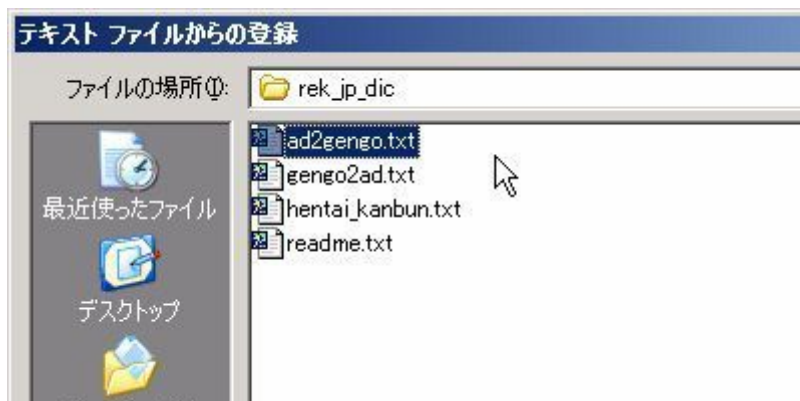 テキスト ファイルからの登録
ファイルの場所(I):
rek_jp_dic
ad2gengo.txt
gengo2ad.txt
hentai_kanbun.txt
readme.txt
最近使ったファイル
デスクトップ